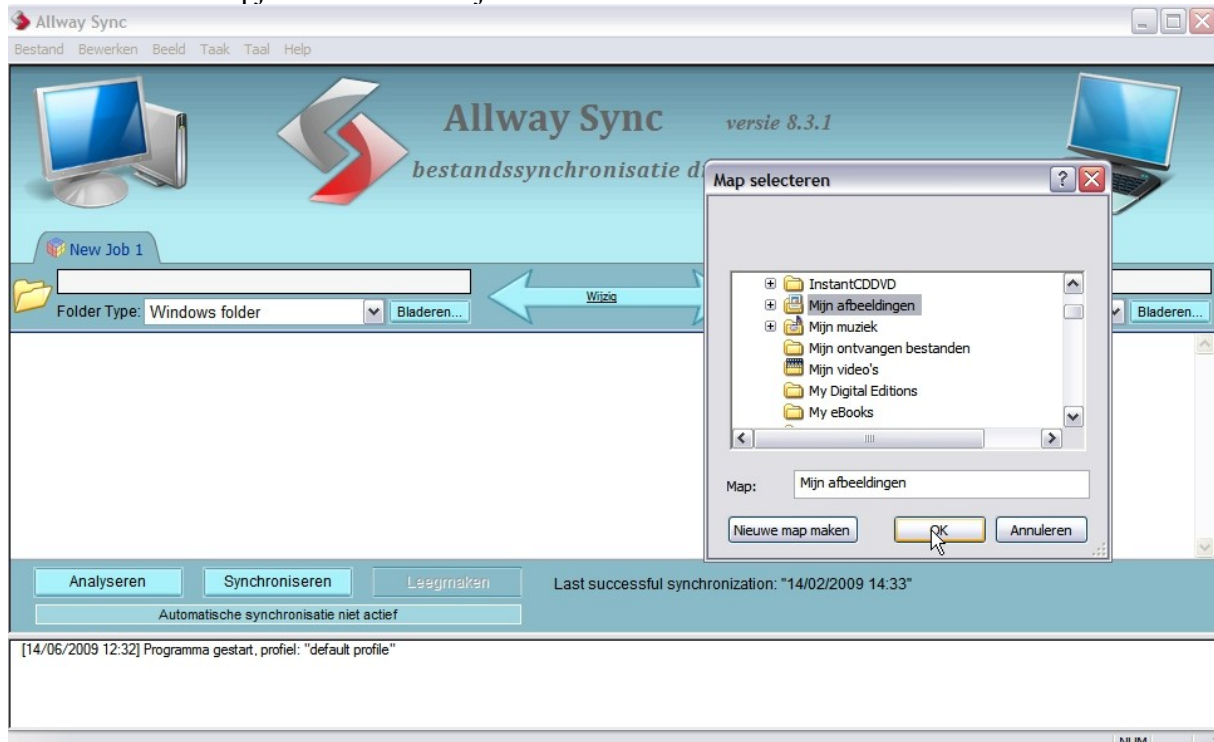 Allway Sync
Bestand Bewerken Beeld Taak Taal Help
Allway Sync versie 8.3.1
bestandssynchronisatie
Map selecteren
New Job 1
Wijzig
Folder Type: Windows folder Bladeren...
Bladeren...
InstantCDDVD
Mijn afbeeldingen
Mijn muziek
Mijn ontvangen bestanden
Mijn video's
My Digital Editions
My eBooks
Map: Mijn afbeeldingen
Nieuwe map maken OK Annuleren
Analyseren Synchroniseren Leegmaken Last successful synchronization: "14/02/2009 14:33"
Automatische synchronisatie niet actief
[14/06/2009 12:32] Programma gestart, profiel: "default profile"
NUM